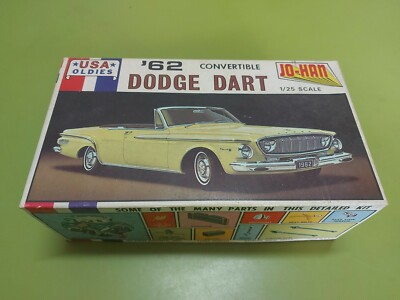 USA
OLDIES
'62 CONVERTIBLE
DODGE DART
JO-HAN
1/25 SCALE
1962
SOME OF THE MANY PARTS IN THIS DETAILED KIT